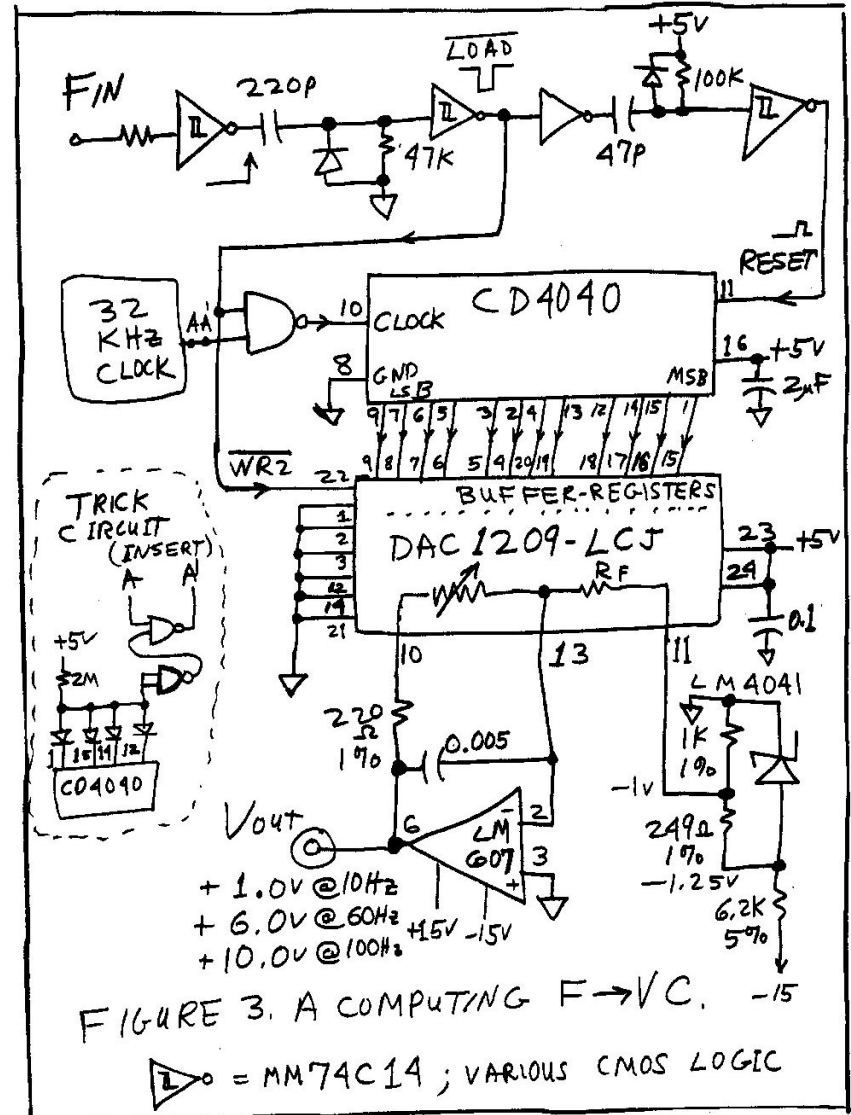 +5V
LOAD
FIN
220P
100K
47K
47P
RESET
32
KHz
CLOCK
A A'
10
CLOCK
CD4040
11
8
GND
LSB
MSB
16
+5V
2µF
9 7 6 5 3 2 4 13 12 14 15 1
9 8 7 6 5 4 20 19 18 17 16 15
WR2
22
BUFFER-REGISTERS
1
2
3
12
14
21
DAC 1209-LCJ
RF
23
24
+5V
0.1
10
13
11
TRICK
CIRCUIT
(INSERT)
A A'
+5V
2M
1 15 14 12
CD4040
220
Ω
1%
0.005
LM4041
1K
1%
-1V
249Ω
1%
-1.25V
6.2K
5%
-15
Vout
6
2
-
LM
607
3
+
+15V -15V
+ 1.0V @ 10Hz
+ 6.0V @ 60Hz
+ 10.0V @ 100Hz
FIGURE 3. A COMPUTING F→VC.
= MM74C14 ; VARIOUS CMOS LOGIC